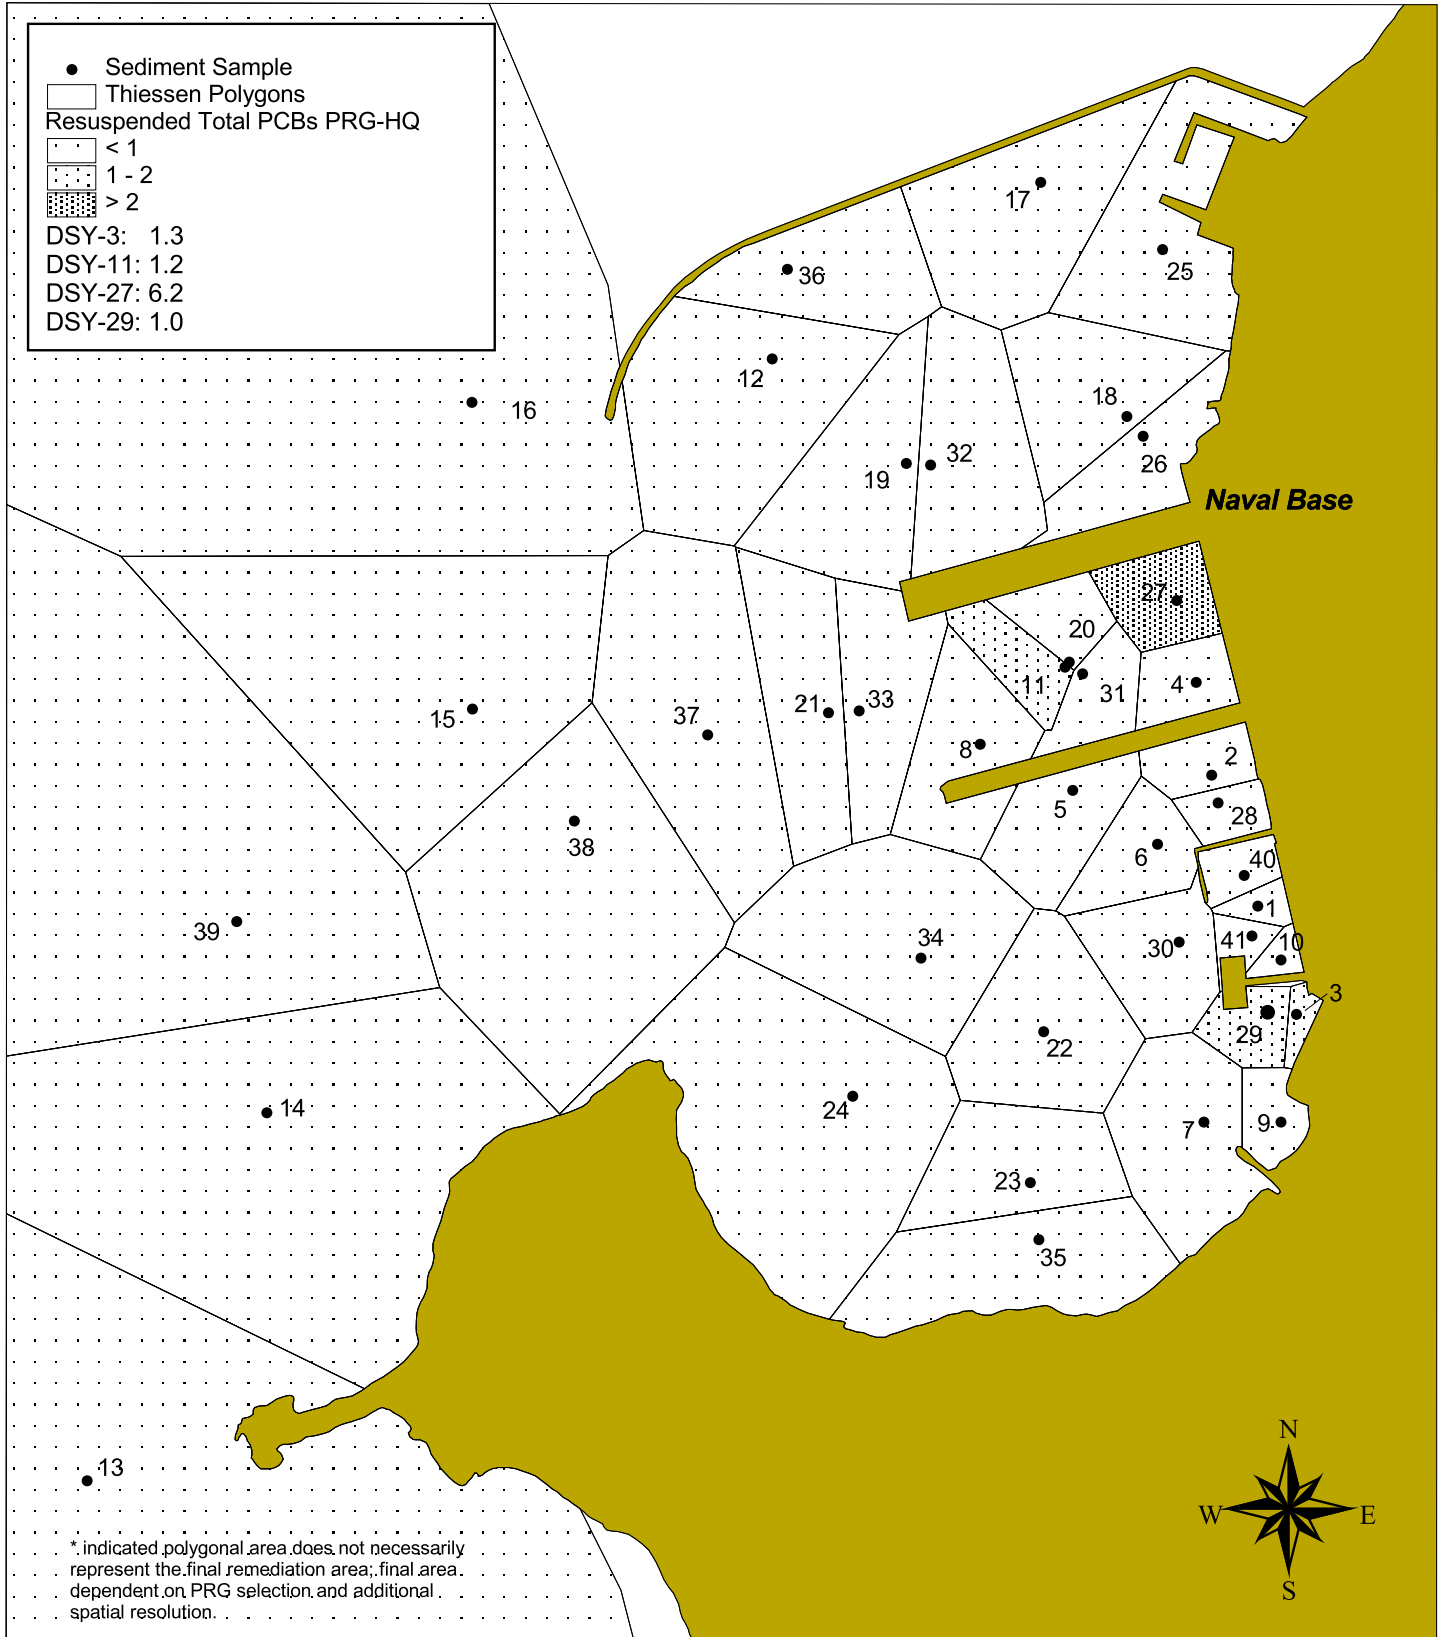 Sediment Sample
Thiessen Polygons
Resuspended Total PCBs PRG-HQ
< 1
1 - 2
> 2
DSY-3: 1.3
DSY-11: 1.2
DSY-27: 6.2
DSY-29: 1.0
17
25
36
12
16
18
26
19
32
Naval Base
27
20
11
31
4
15
37
21
33
8
2
5
28
38
6
40
1
39
34
30
41
10
3
29
22
14
24
7
9
23
35
13
N
W
E
S
* indicated polygonal area does not necessarily
represent the final remediation area; final area
dependent on PRG selection and additional
spatial resolution.